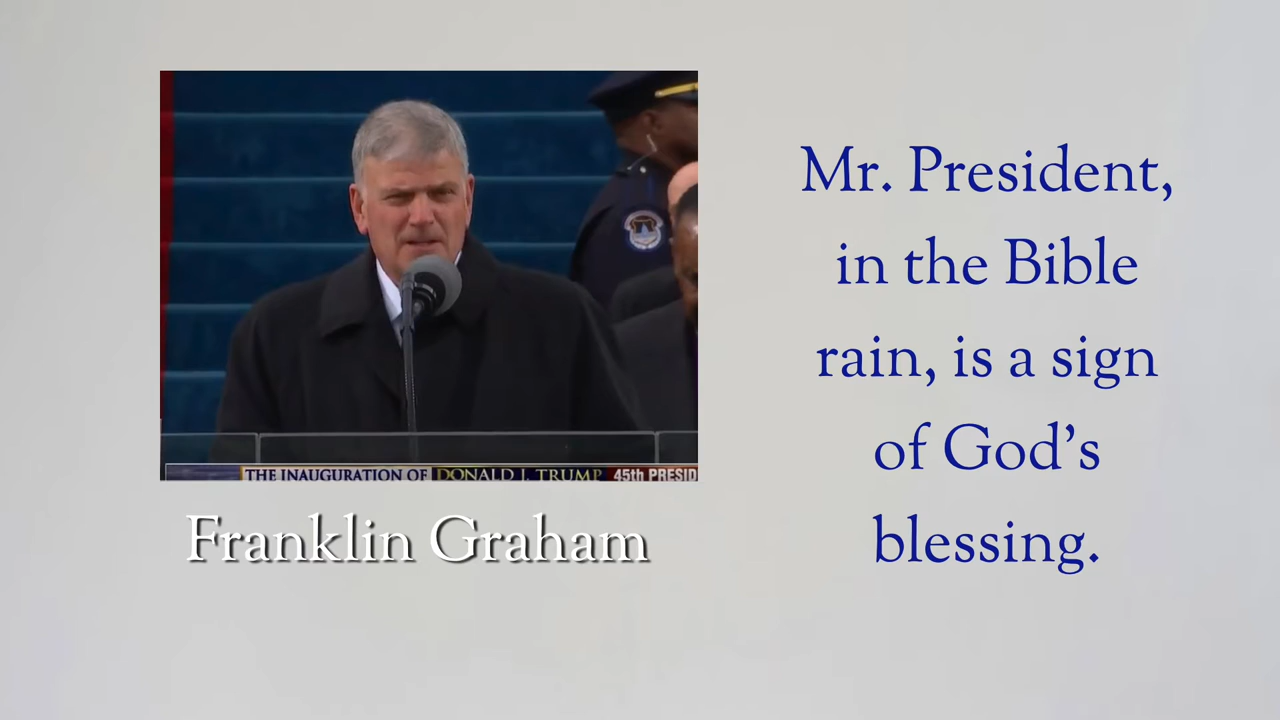 Mr. President,
in the Bible
rain, is a sign
of God's
blessing.
THE INAUGURATION OF DONALD J. TRUMP 45th PRESID
Franklin Graham